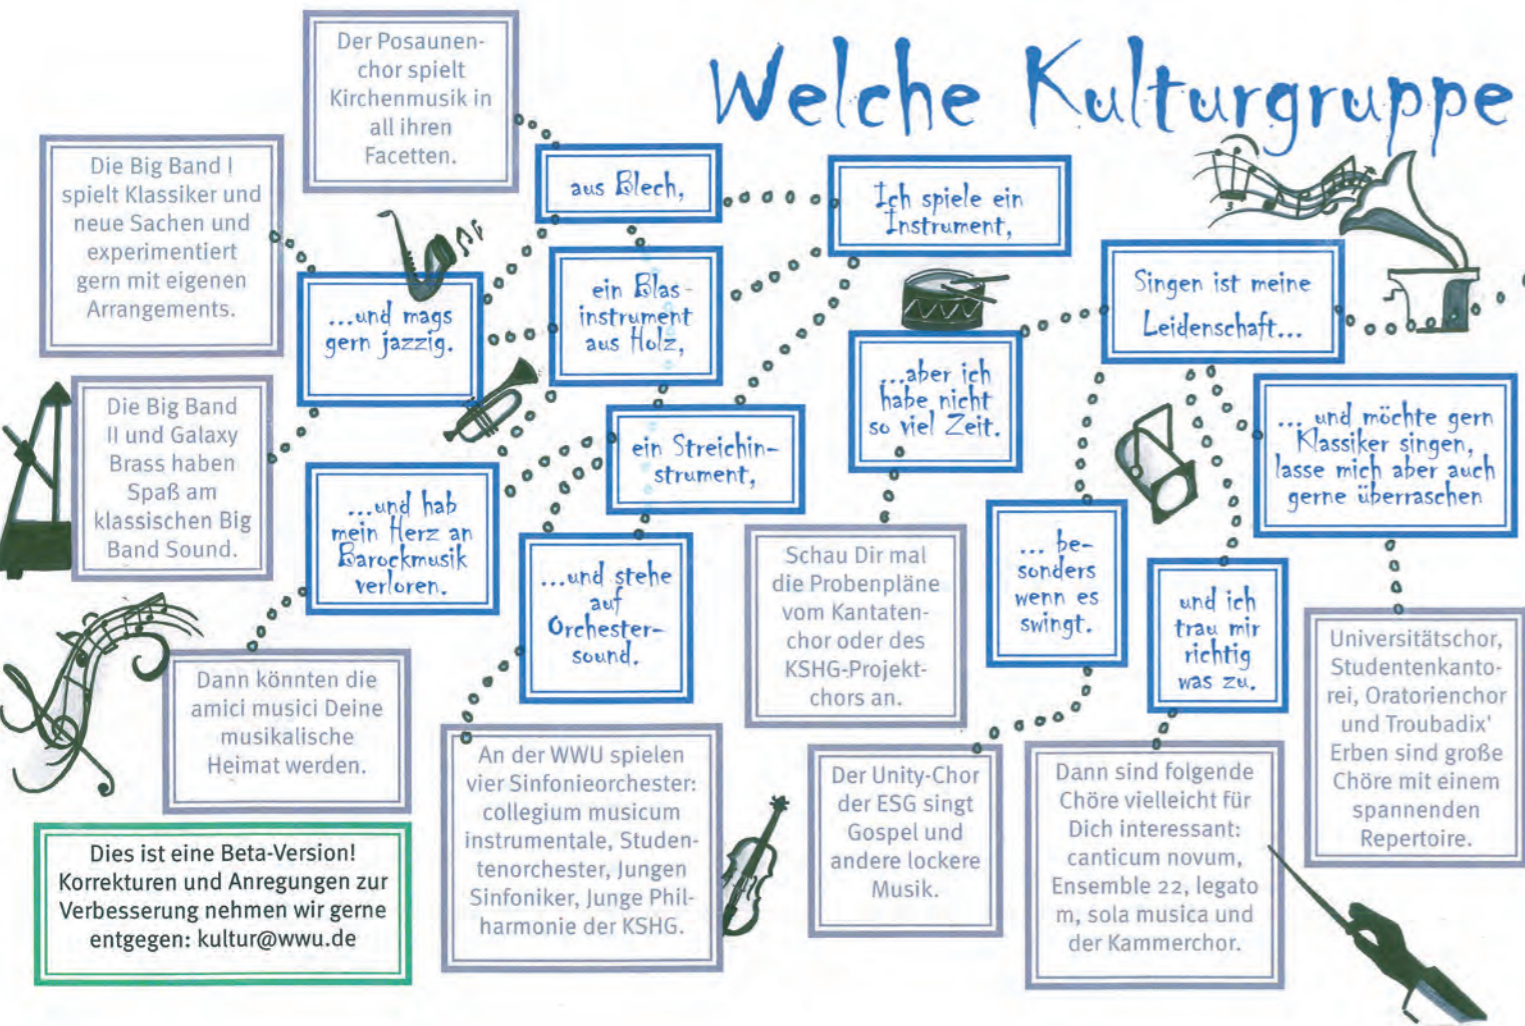 Welche Kulturgruppe
Der Posaunen-
chor spielt
Kirchenmusik in
all ihren
Facetten.
Die Big Band I
spielt Klassiker und
neue Sachen und
experimentiert
gern mit eigenen
Arrangements.
aus Blech,
Ich spiele ein
Instrument,
...und mags
gern jazzig.
ein Blas-
instrument
aus Holz,
Singen ist meine
Leidenschaft...
3
Die Big Band
II und Galaxy
Brass haben
Spaß am
klassischen Big
Band Sound.
...und hab
mein Herz an
Barockmusik
verloren.
ein Streichin-
strument,
...aber ich
habe nicht
so viel Zeit.
... und möchte gern
Klassiker singen,
lasse mich aber auch
gerne überraschen
...und stehe
auf
Orchester-
sound.
Schau Dir mal
die Probenpläne
vom Kantaten-
chor oder des
KSHG-Projekt-
chors an.
... be-
sonders
wenn es
swingt.
und ich
trau mir
richtig
was zu.
Universitätschor,
Studentenkanto-
rei, Oratorienchor
und Troubadix'
Erben sind große
Chöre mit einem
spannenden
Repertoire.
Dann könnten die
amici musici Deine
musikalische
Heimat werden.
An der WWU spielen
vier Sinfonieorchester:
collegium musicum
instrumentale, Studen-
tenorchester, Jungen
Sinfoniker, Junge Phil-
harmonie der KSHG.
Der Unity-Chor
der ESG singt
Gospel und
andere lockere
Musik.
Dann sind folgende
Chöre vielleicht für
Dich interessant:
canticum novum,
Ensemble 22, legato
m, sola musica und
der Kammerchor.
Dies ist eine Beta-Version!
Korrekturen und Anregungen zur
Verbesserung nehmen wir gerne
entgegen: kultur@wwu.de